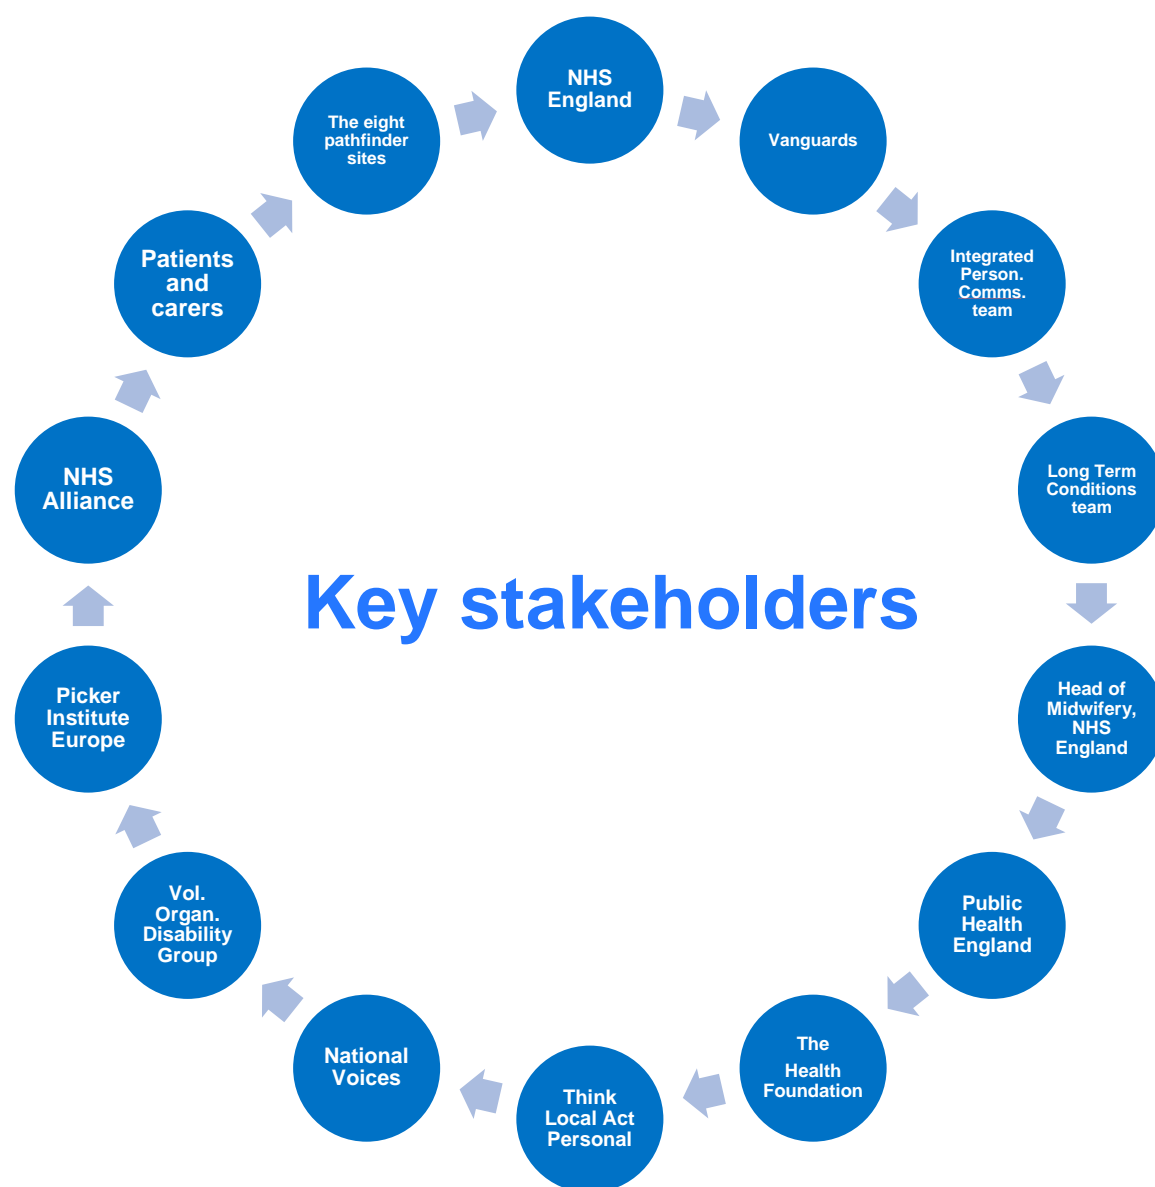 NHS
England
Vanguards
Integrated
Person.
Comms.
team
Long Term
Conditions
team
Head of
Midwifery,
NHS
England
Public
Health
England
The
Health
Foundation
Think
Local Act
Personal
National
Voices
Vol.
Organ.
Disability
Group
Picker
Institute
Europe
NHS
Alliance
Patients
and
carers
The eight
pathfinder
sites
Key stakeholders